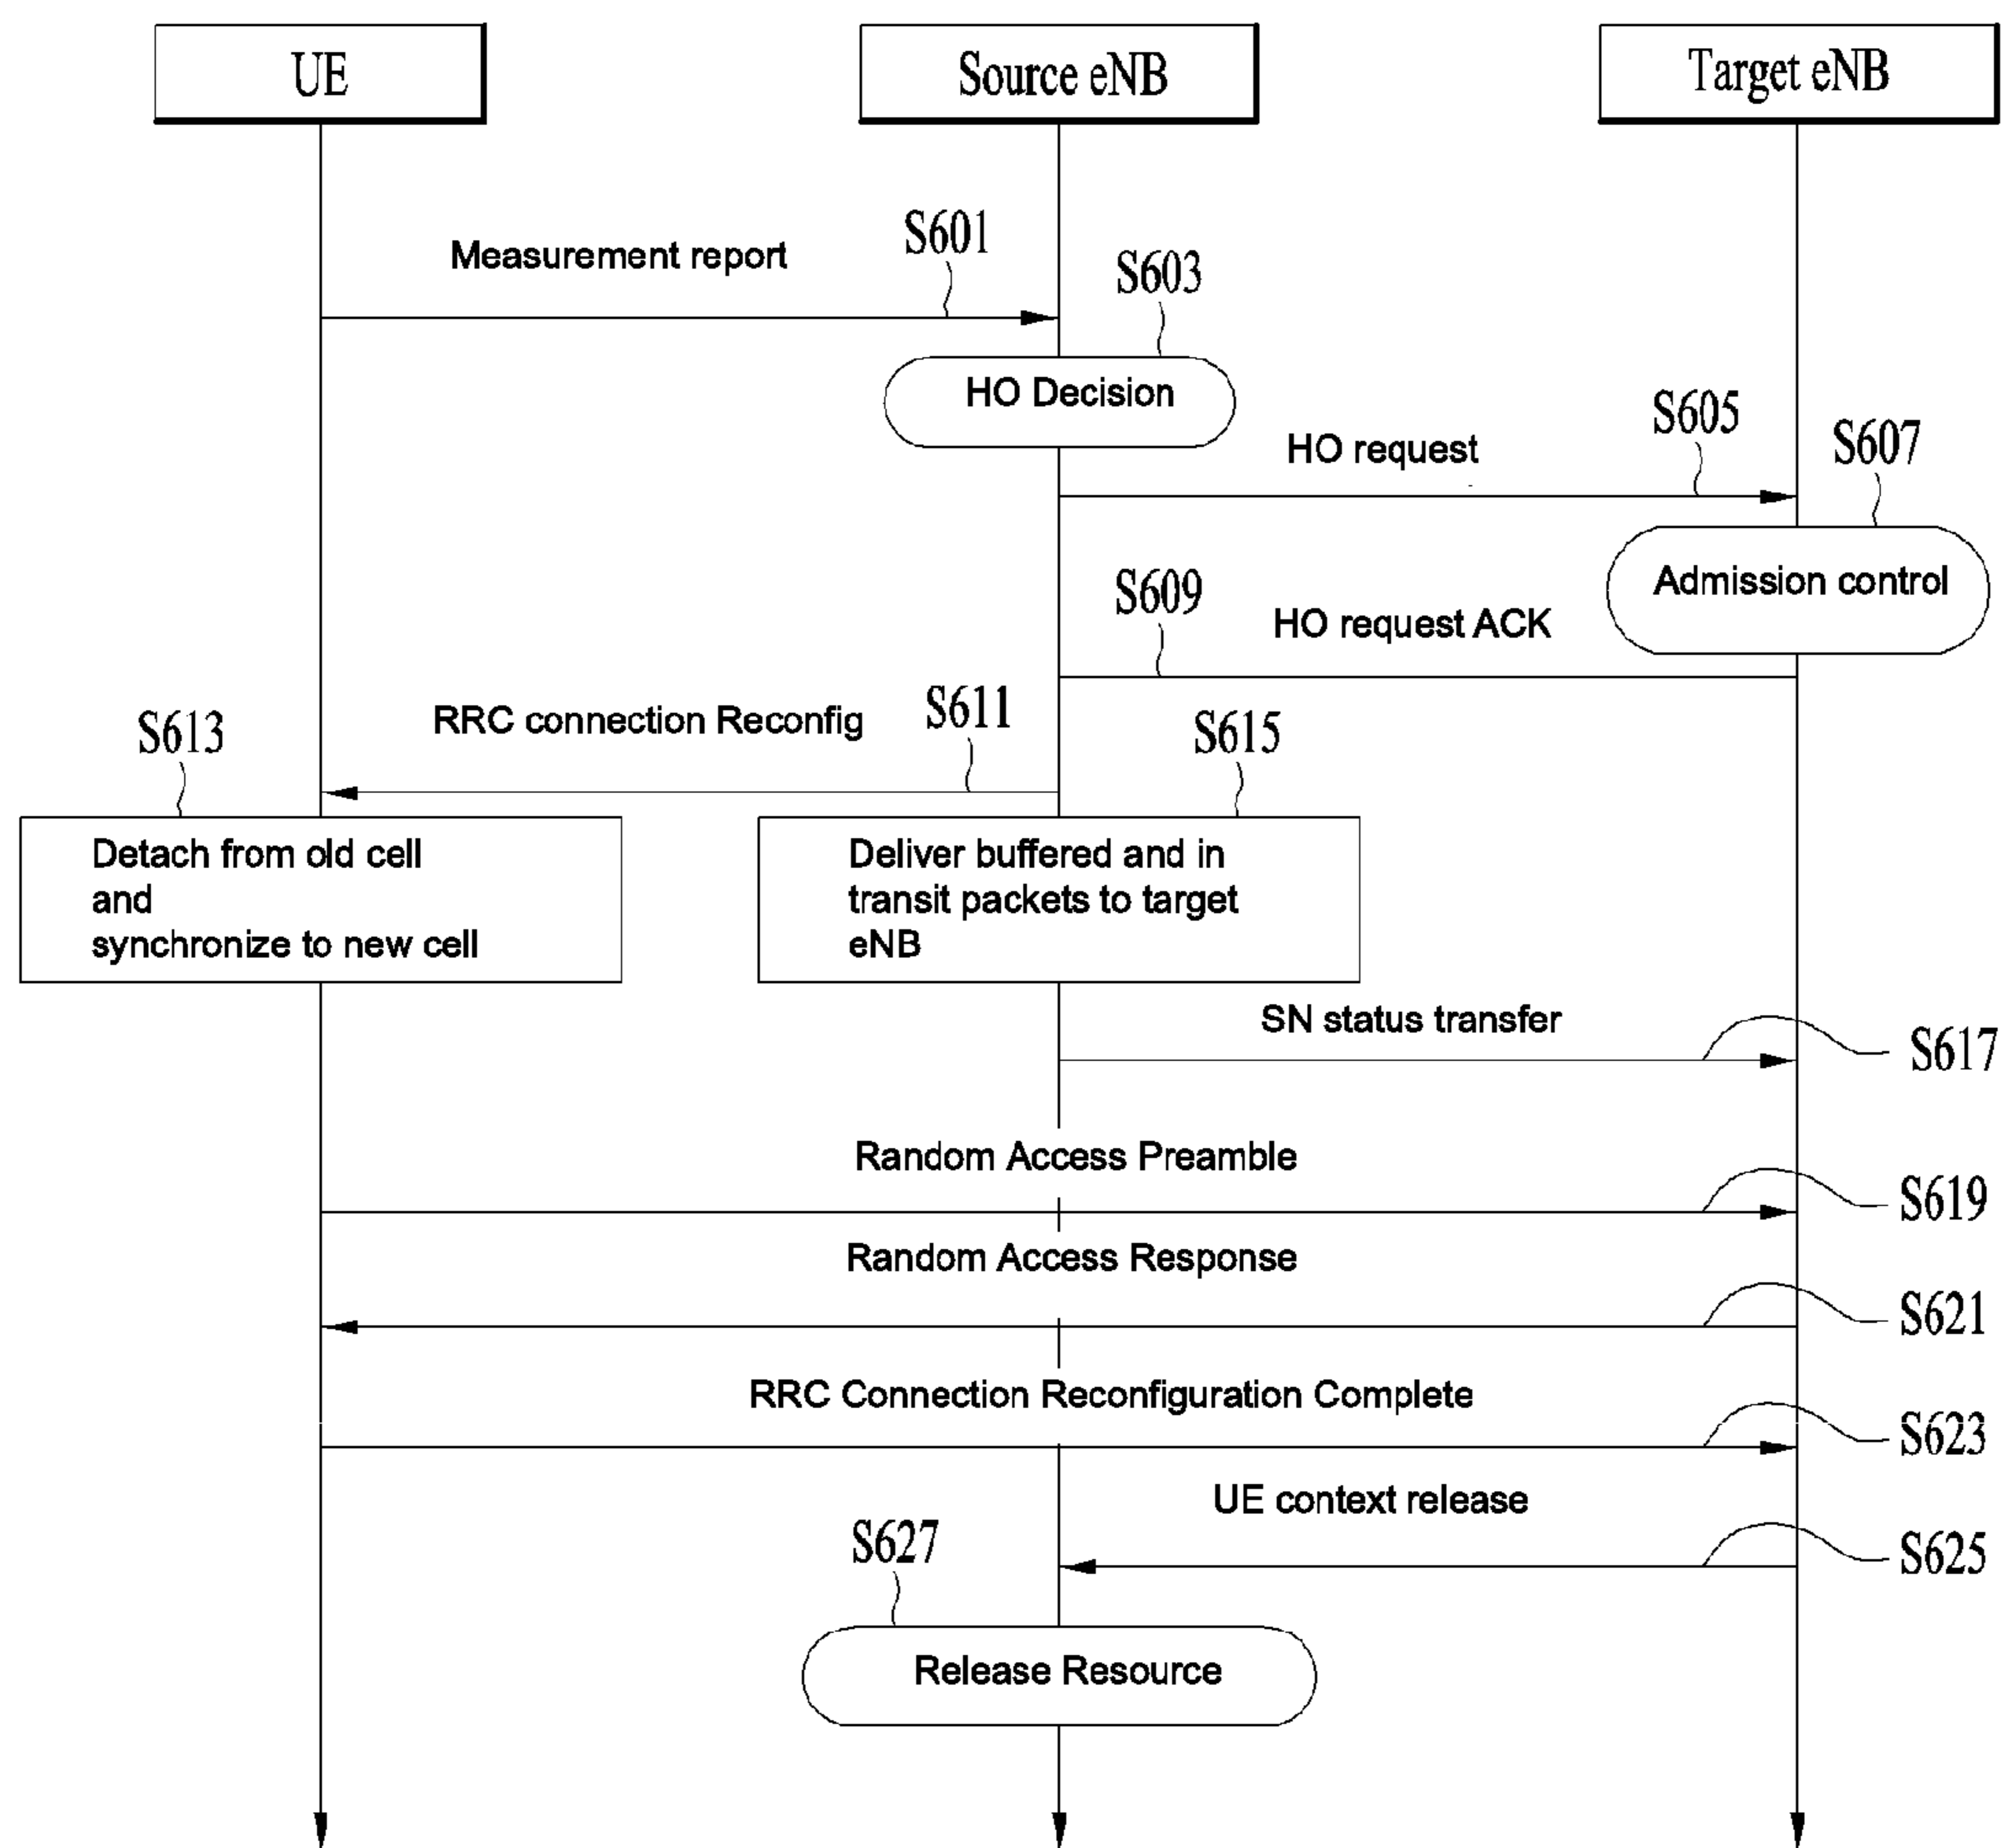 UE
Source eNB
Target eNB
S601
Measurement report
S603
HO Decision
S605
HO request
S607
Admission control
S609
HO request ACK
S611
RRC connection Reconfig
S613
S615
Detach from old cell
and
synchronize to new cell
Deliver buffered and in
transit packets to target
eNB
SN status transfer
S617
Random Access Preamble
S619
Random Access Response
S621
RRC Connection Reconfiguration Complete
S623
UE context release
S625
S627
Release Resource